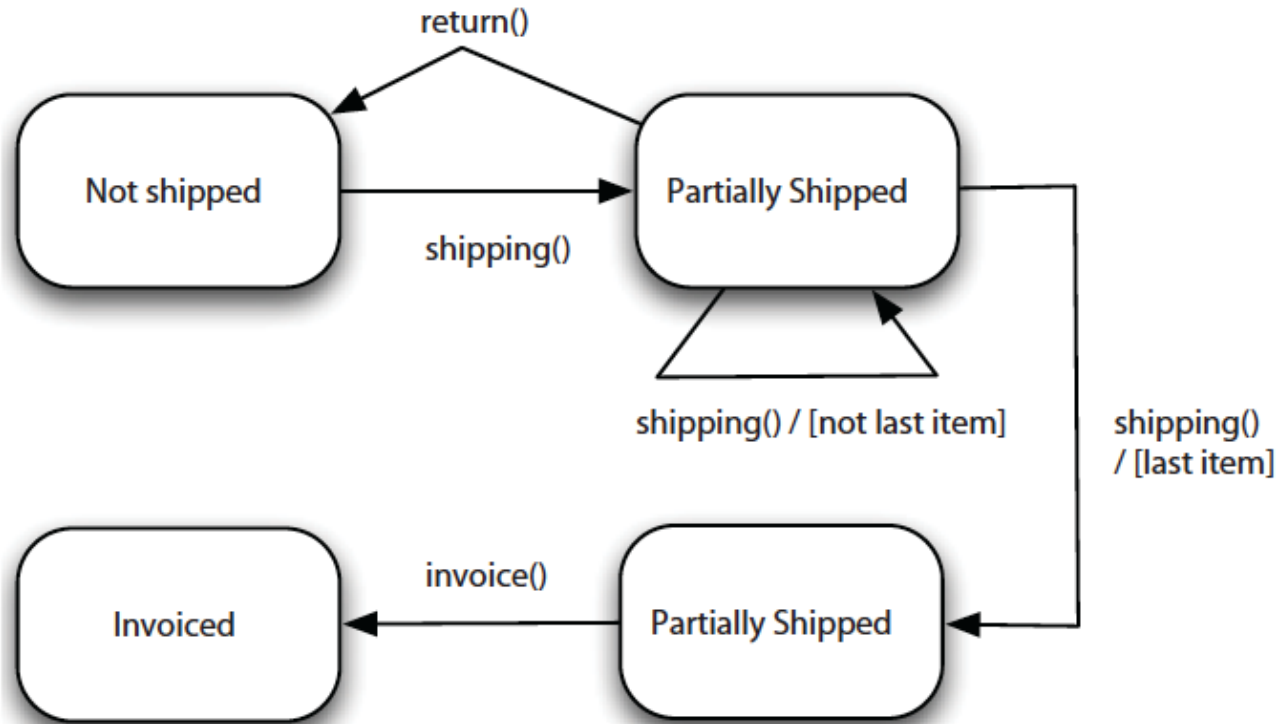 return()
Not shipped
Partially Shipped
shipping()
shipping() / [not last item]
shipping()
/ [last item]
Invoiced
invoice()
Partially Shipped